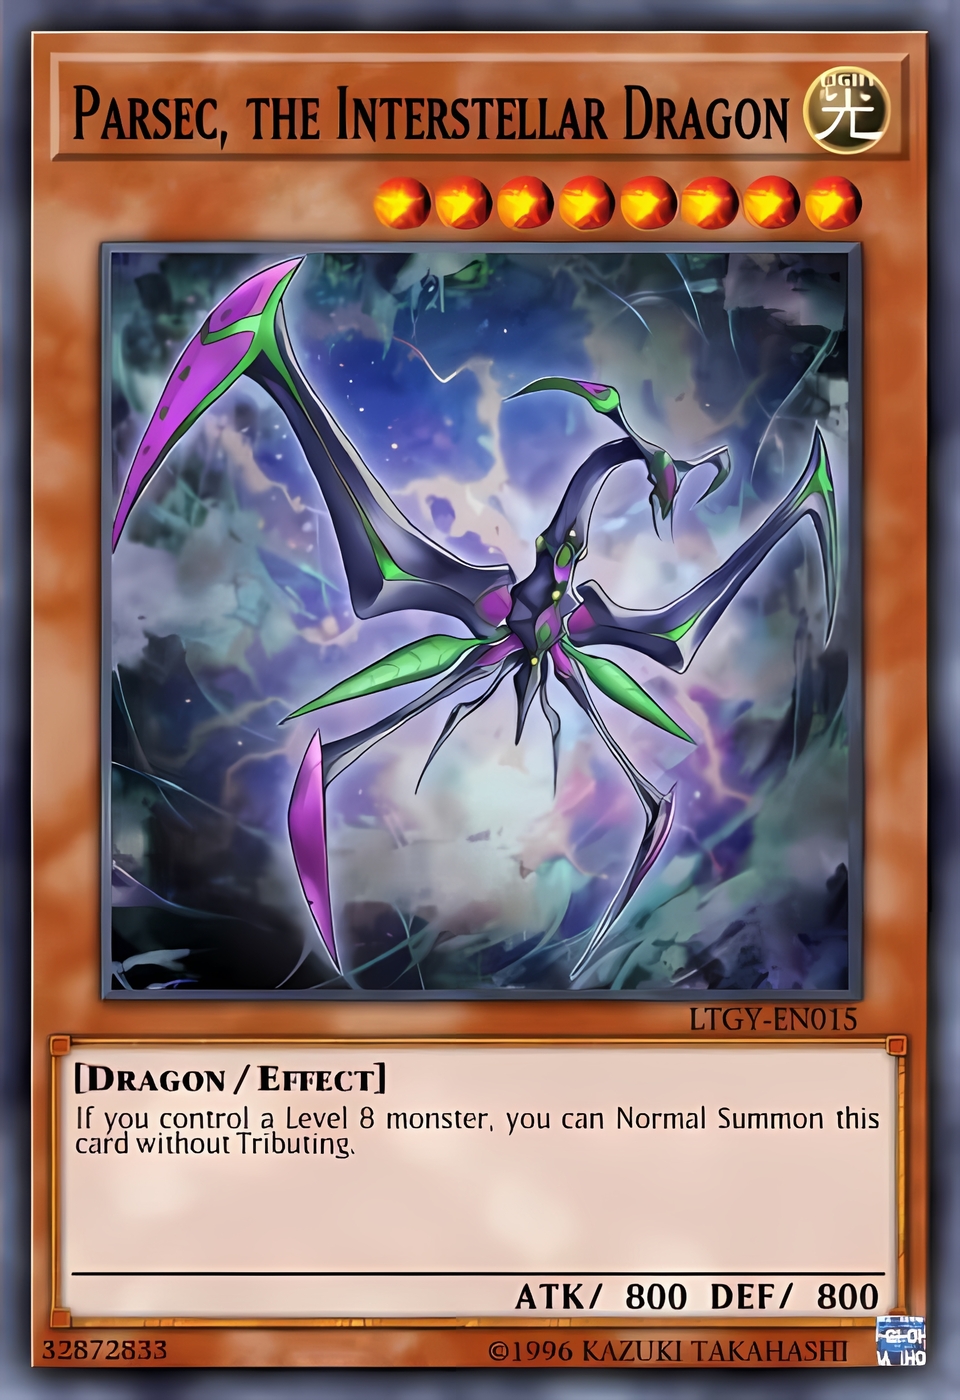 Parsec, the Interstellar Dragon
光
LTGY-EN015
[Dragon / Effect]
If you control a Level 8 monster, you can Normal Summon this
card without Tributing.
ATK/ 800 DEF/ 800
32872833
©1996 KAZUKI TAKAHASHI